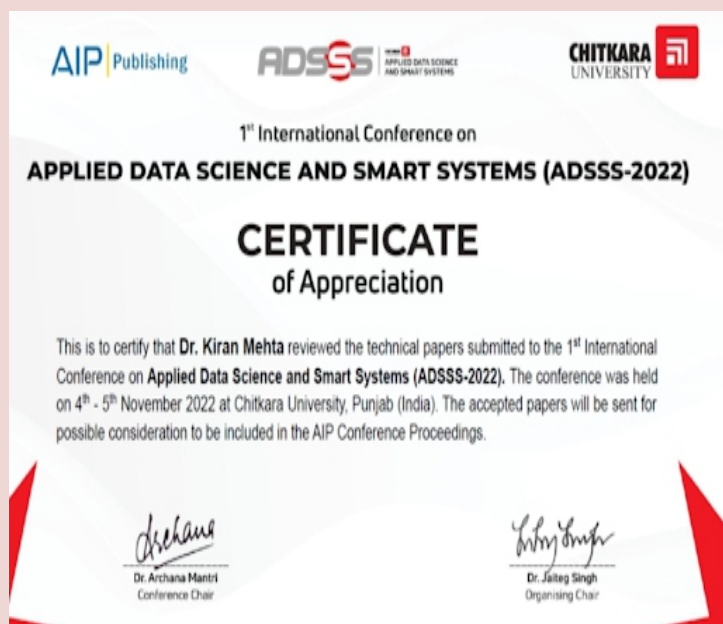 AIP Publishing
ADSSS
APPLIED DATA SCIENCE
AND SMART SYSTEMS
CHITKARA
UNIVERSITY
1st International Conference on
APPLIED DATA SCIENCE AND SMART SYSTEMS (ADSSS-2022)
CERTIFICATE
of Appreciation
This is to certify that Dr. Kiran Mehta reviewed the technical papers submitted to the 1st International
Conference on Applied Data Science and Smart Systems (ADSSS-2022). The conference was held
on 4th - 5th November 2022 at Chitkara University, Punjab (India). The accepted papers will be sent for
possible consideration to be included in the AIP Conference Proceedings.
Archana
Dr. Archana Mantri
Conference Chair
Dr. Jaiteg Singh
Organising Chair